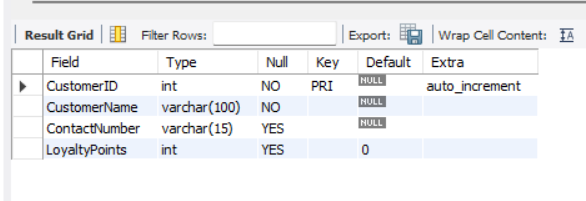 Result Grid Filter Rows: Export: Wrap Cell Content: IA
Field Type Null Key Default Extra
CustomerID int NO PRI NULL auto_increment
CustomerName varchar(100) NO NULL
ContactNumber varchar(15) YES NULL
LoyaltyPoints int YES 0